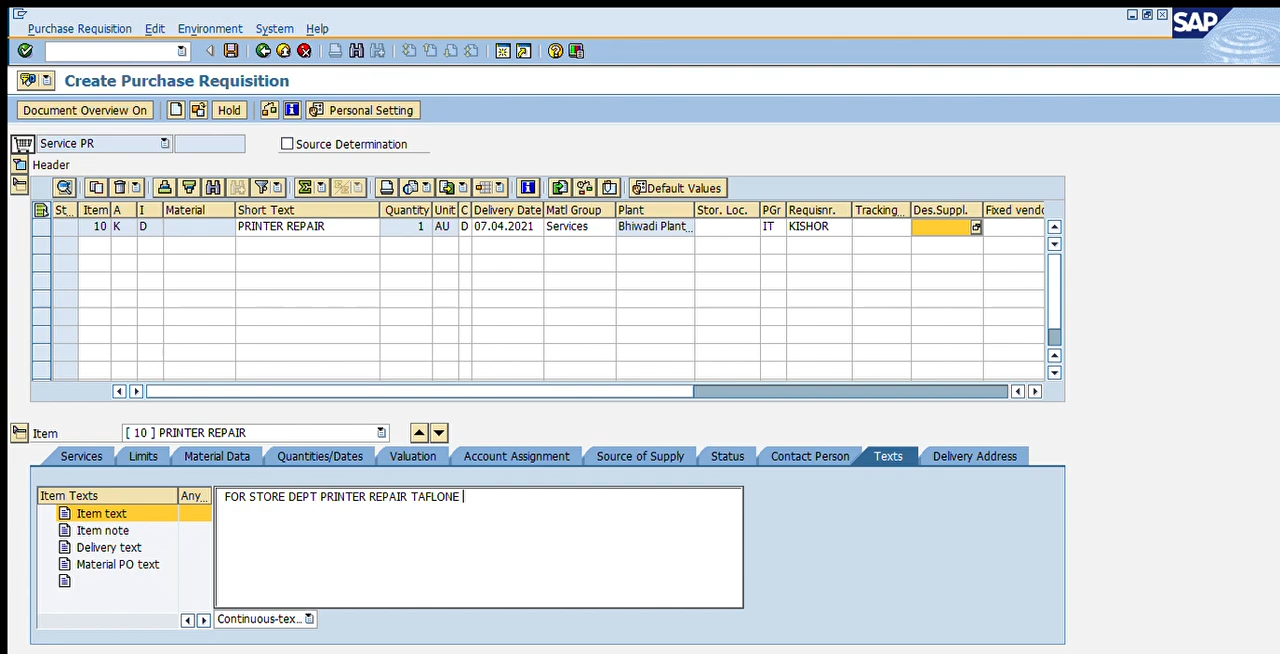 Purchase Requisition Edit Environment System Help
SAP
Create Purchase Requisition
Document Overview On Hold Personal Setting
Service PR Source Determination
Header
Default Values
St... Item A I Material Short Text Quantity Unit C Delivery Date Matl Group Plant Stor. Loc. PGr Requisnr. Tracking... Des.Suppl. Fixed vendo
10 K D PRINTER REPAIR 1 AU D 07.04.2021 Services Bhiwadi Plant... IT KISHOR
Item [ 10 ] PRINTER REPAIR
Services Limits Material Data Quantities/Dates Valuation Account Assignment Source of Supply Status Contact Person Texts Delivery Address
Item Texts Any...
FOR STORE DEPT PRINTER REPAIR TAFLONE
Item text
Item note
Delivery text
Material PO text
Continuous-tex...